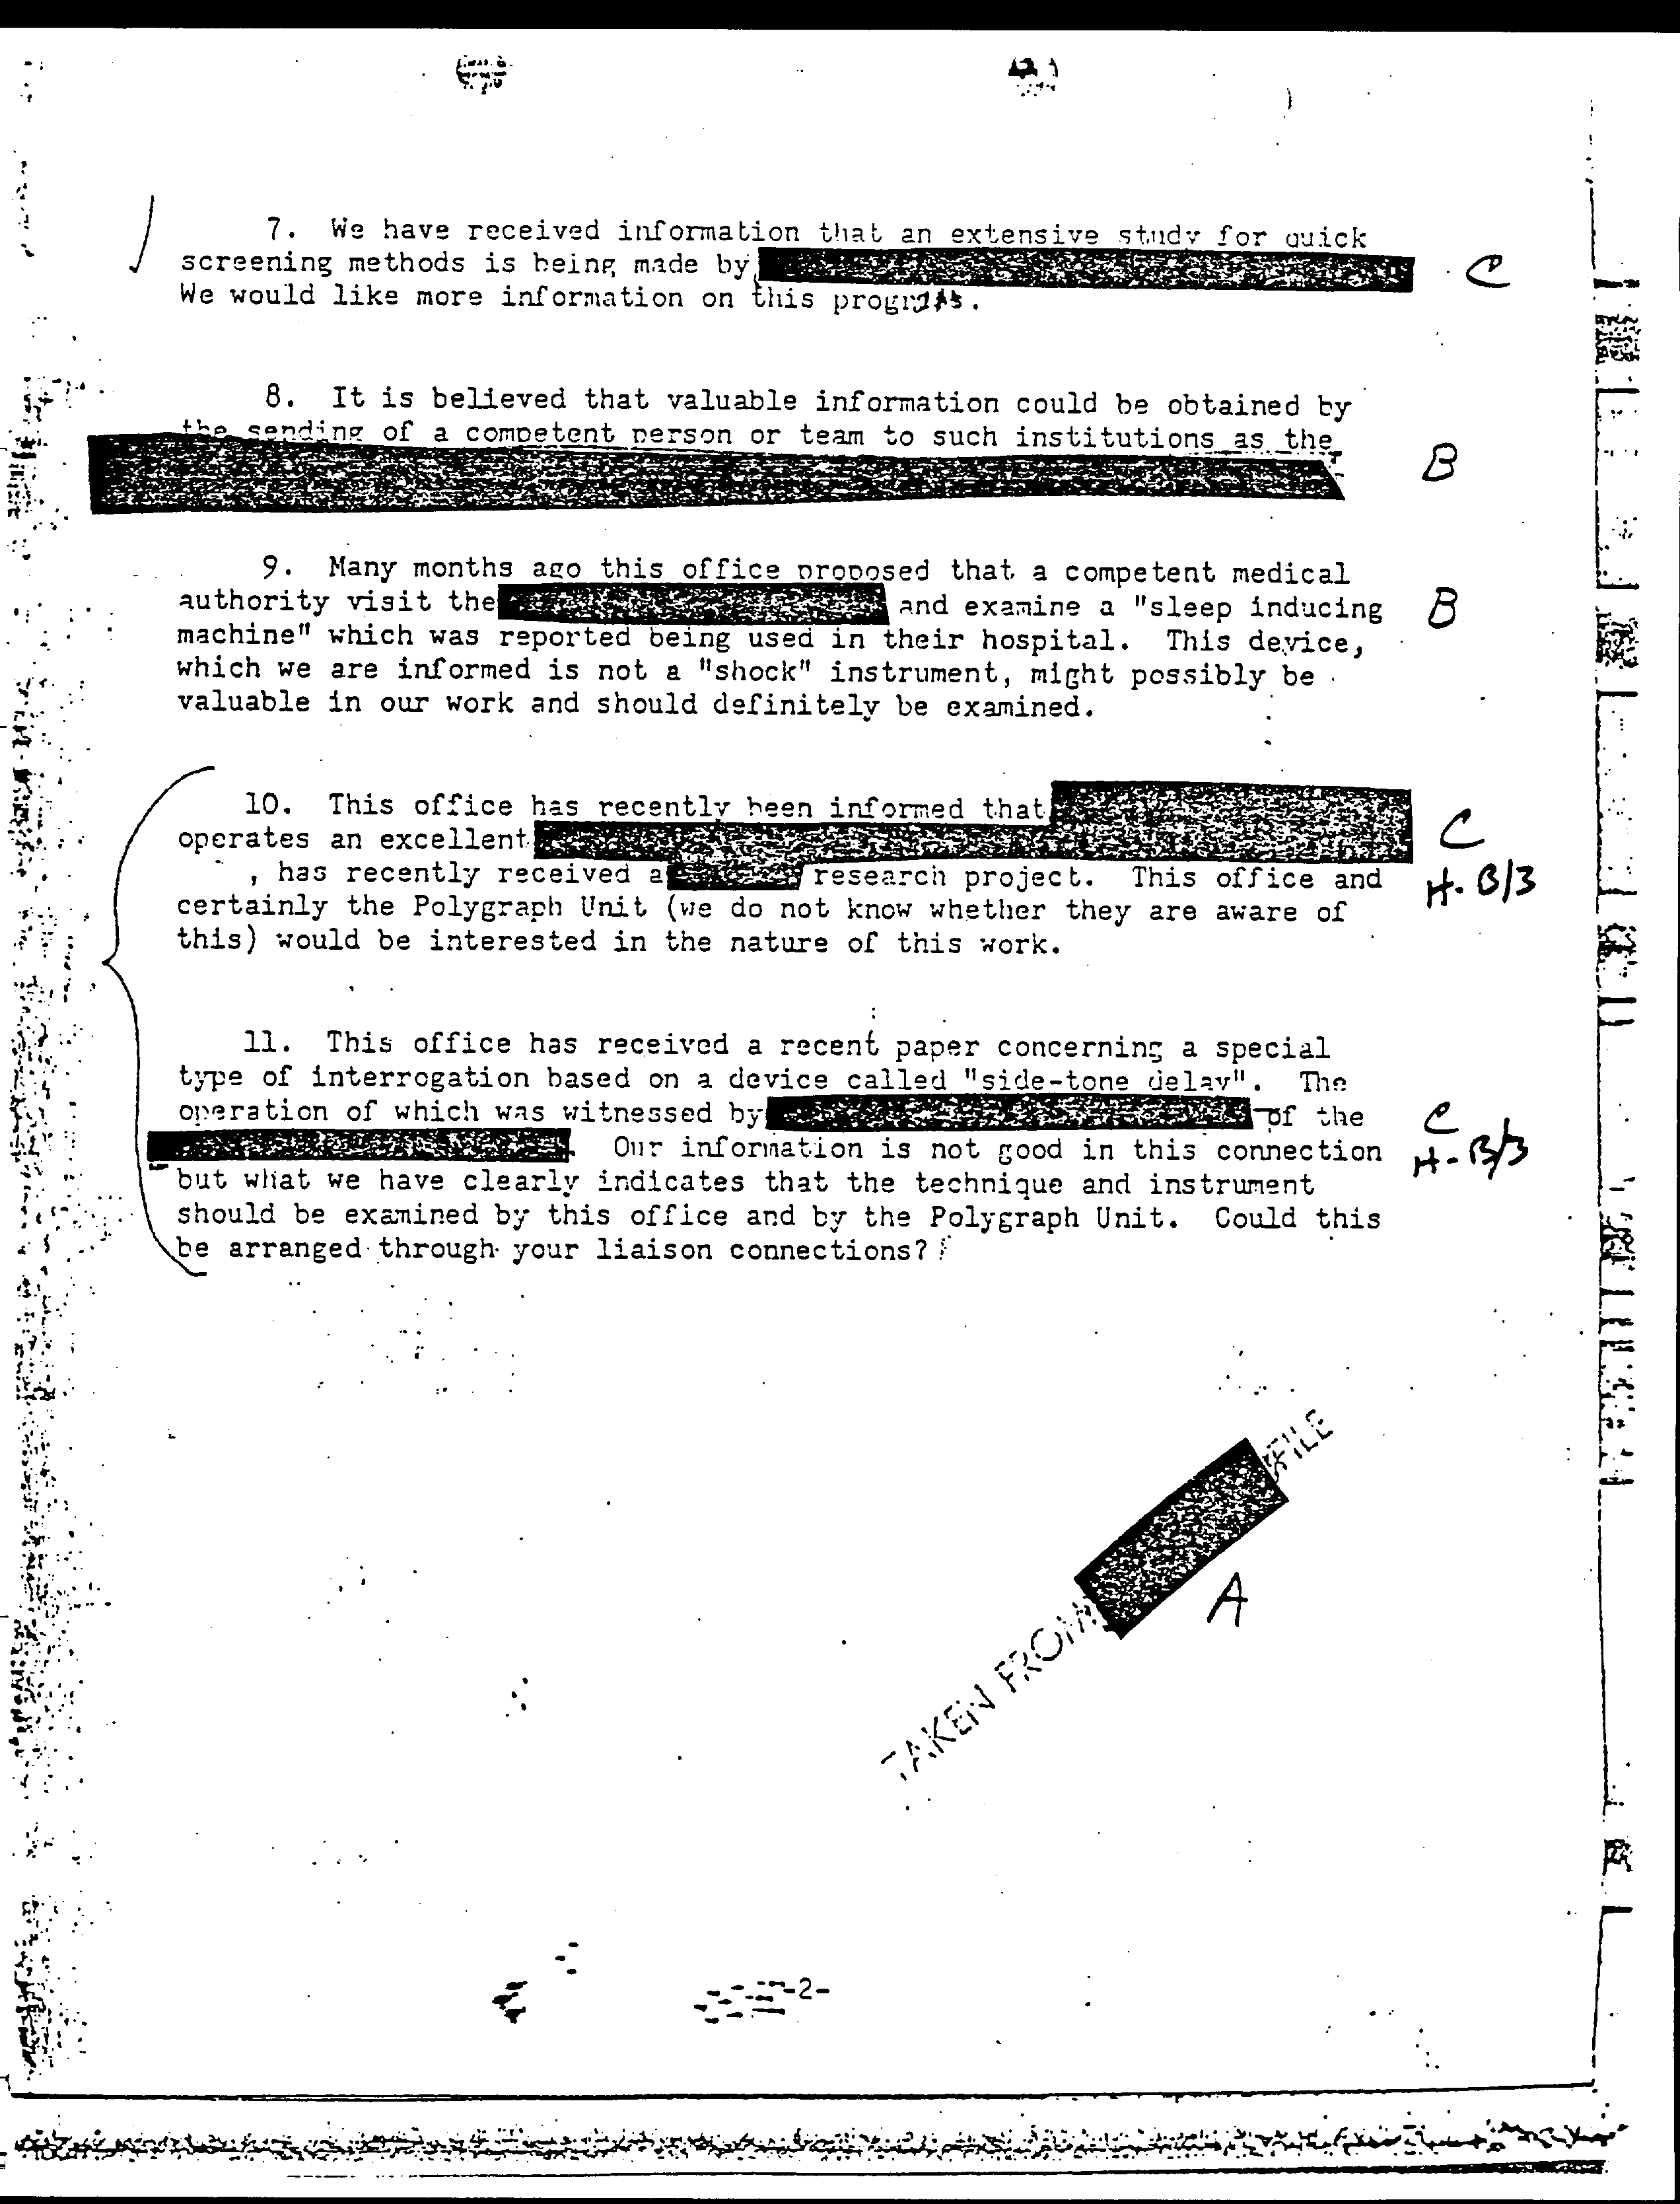 7. We have received information that an extensive study for quick
screening methods is being made by C
We would like more information on this
8. It is believed that valuable information could be obtained by
the sending of a competent person or team to such institutions as the
B
9. Many months ago this office proposed that a competent medical
authority visit the and examine a "sleep inducing B
machine" which was reported being used in their hospital. This device,
which we are informed is not a "shock" instrument, might possibly be
valuable in our work and should definitely be examined.
10. This office has recently been informed that
operates an excellent C
, has recently received a research project. This office and H-B/3
certainly the Polygraph Unit (we do not know whether they are aware of
this) would be interested in the nature of this work.
11. This office has received a recent paper concerning a special
type of interrogation based on a device called "side-tone delay". The
operation of which was witnessed by of the C
. Our information is not good in this connection H-B/3
but what we have clearly indicates that the technique and instrument
should be examined by this office and by the Polygraph Unit. Could this
be arranged through your liaison connections?
TAKEN FROM FILE
A
-2-